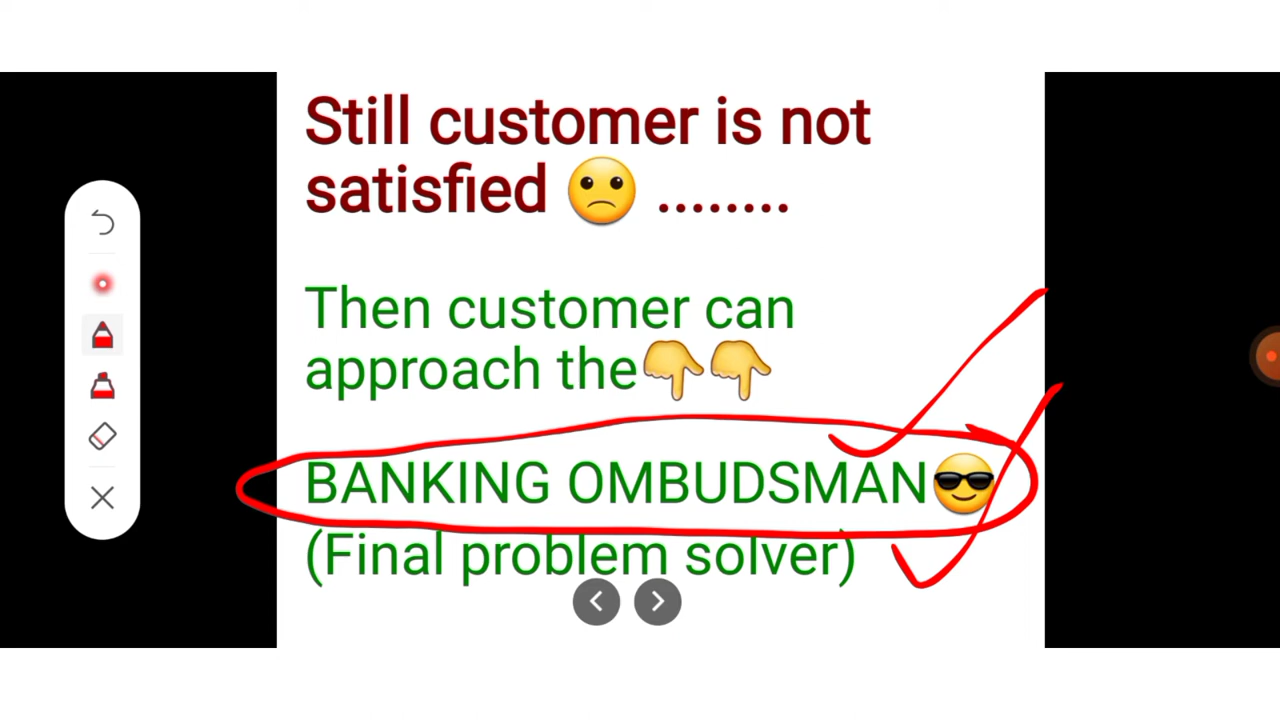 Still customer is not
satisfied 🙁 ........
Then customer can
approach the👇👇
BANKING OMBUDSMAN😎
(Final problem solver)